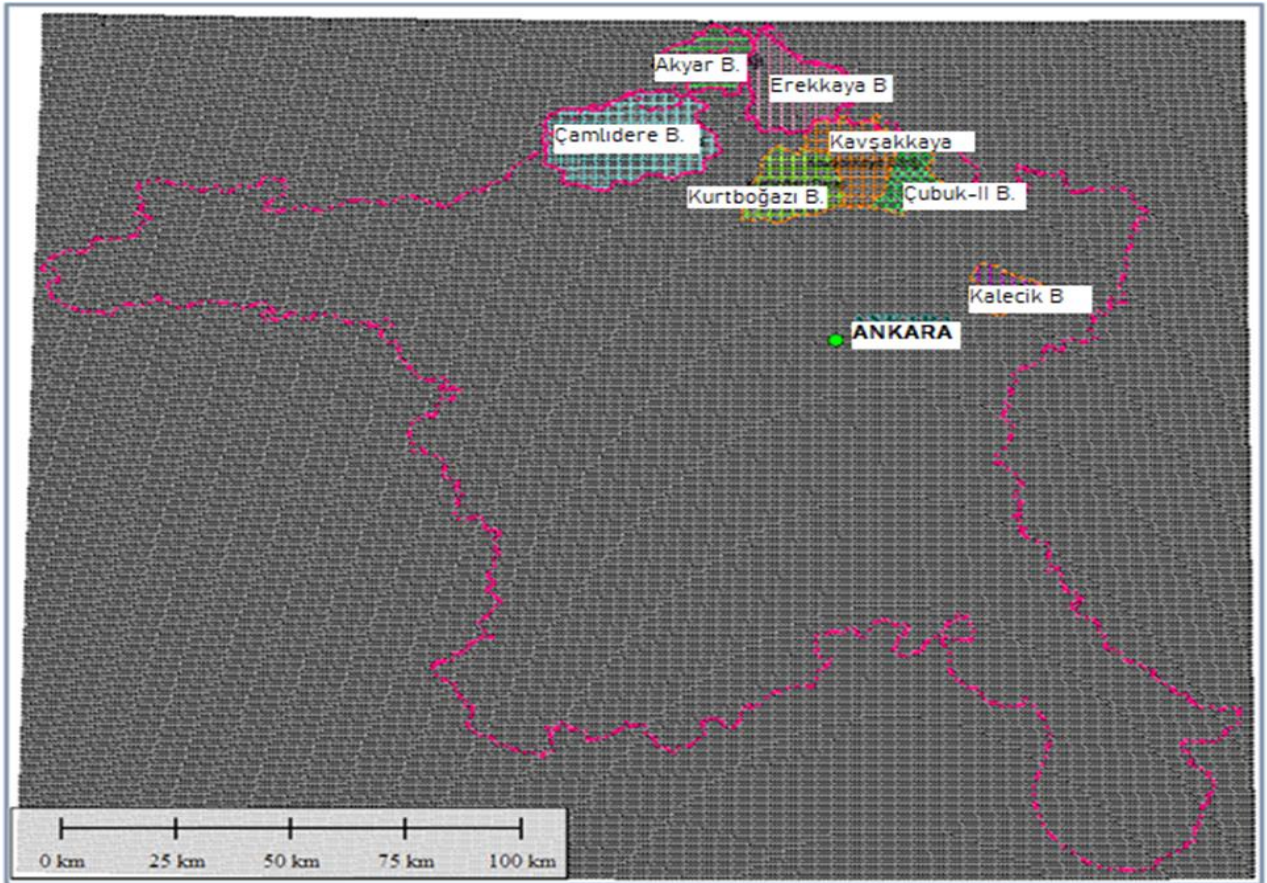 Akyar B.
Erekkaya B
Çamlıdere B.
Kavşakkaya
Kurtboğazı B.
Çubuk-II B.
Kalecik B
ANKARA
0 km 25 km 50 km 75 km 100 km